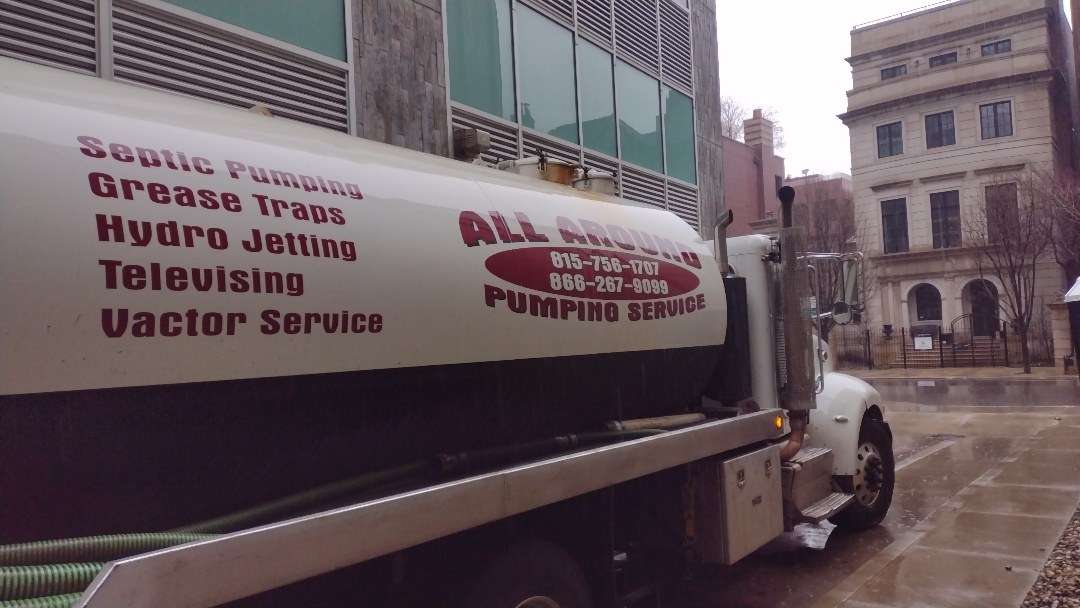 Septic Pumping
Grease Traps
Hydro Jetting
Televising
Vactor Service
ALL AROUND
815-756-1707
866-267-9099
PUMPING SERVICE